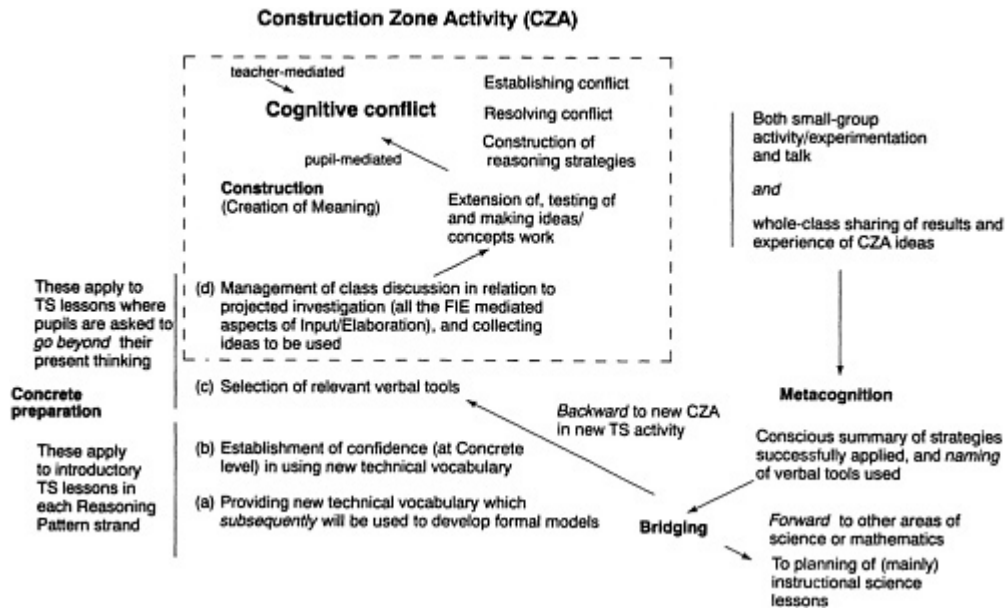 Construction Zone Activity (CZA)
teacher-mediated
Cognitive conflict
pupil-mediated
Establishing conflict
Resolving conflict
Construction of
reasoning strategies
Construction
(Creation of Meaning)
Extension of, testing of
and making ideas/
concepts work
Both small-group
activity/experimentation
and talk
and
whole-class sharing of results and
experience of CZA ideas
These apply to
TS lessons where
pupils are asked to
go beyond their
present thinking
(d) Management of class discussion in relation to
projected investigation (all the FIE mediated
aspects of Input/Elaboration), and collecting
ideas to be used
(c) Selection of relevant verbal tools
Concrete
preparation
These apply
to introductory
TS lessons in
each Reasoning
Pattern strand
(b) Establishment of confidence (at Concrete
level) in using new technical vocabulary
(a) Providing new technical vocabulary which
subsequently will be used to develop formal models
Backward to new CZA
in new TS activity
Metacognition
Conscious summary of strategies
successfully applied, and naming
of verbal tools used
Bridging
Forward to other areas of
science or mathematics
To planning of (mainly)
instructional science
lessons